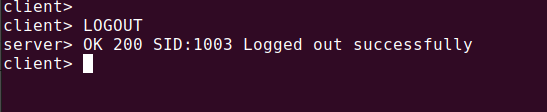 client>
client> LOGOUT
server> OK 200 SID:1003 Logged out successfully
client>